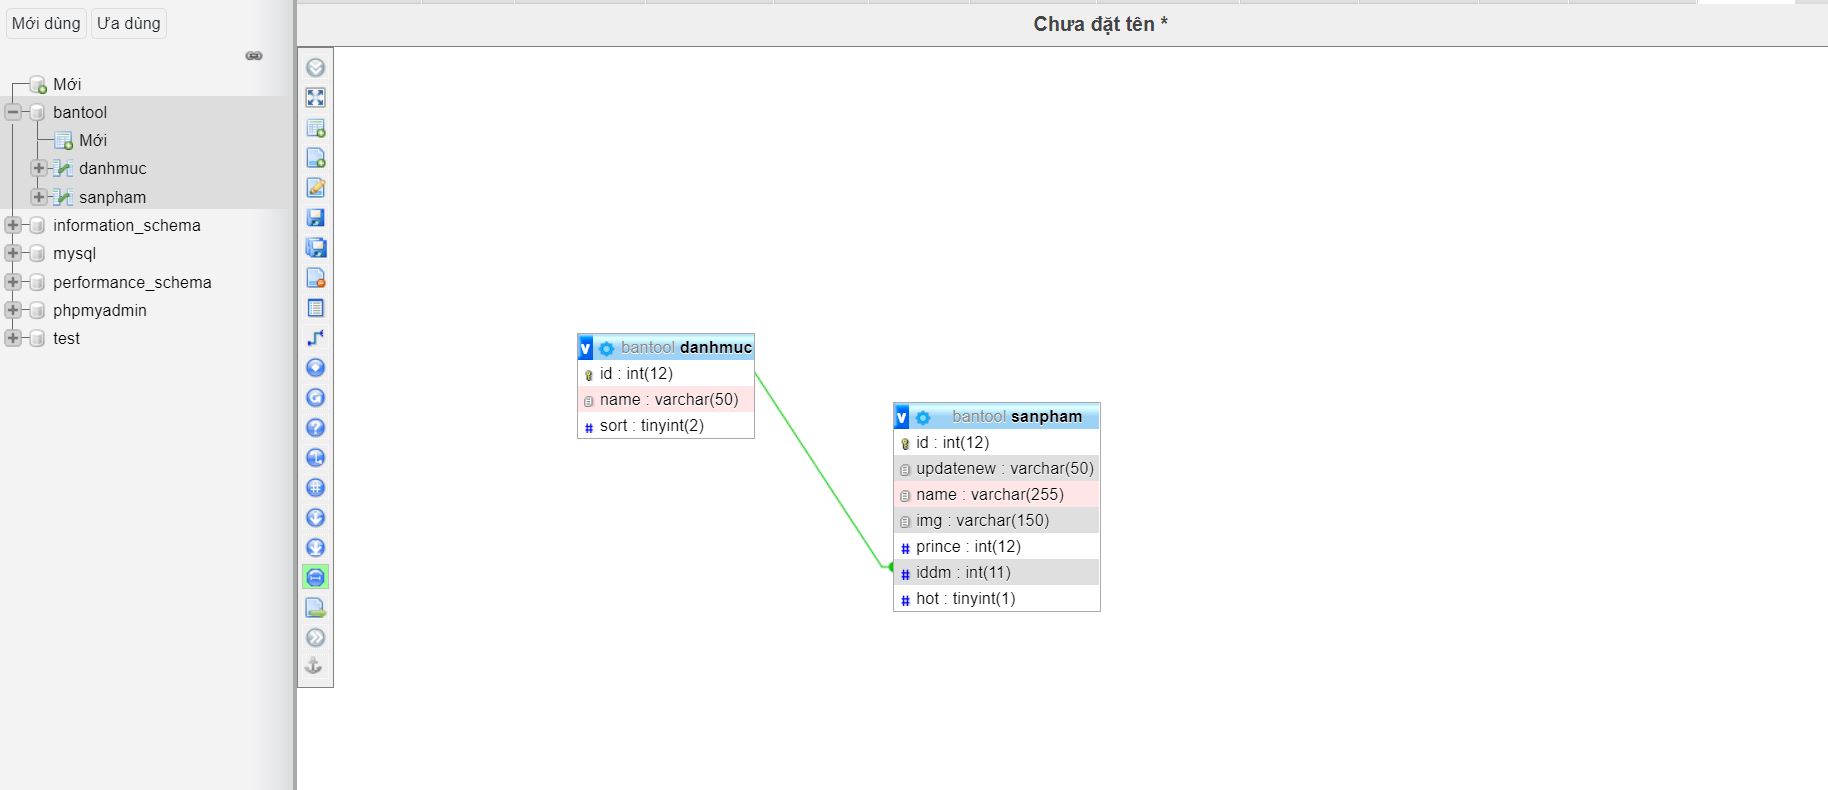 Mới dùng Ưa dùng
Mới
bantool
Mới
danhmuc
sanpham
information_schema
mysql
performance_schema
phpmyadmin
test
Chưa đặt tên *
v bantool danhmuc
id : int(12)
name : varchar(50)
# sort : tinyint(2)
v bantool sanpham
id : int(12)
updatenew : varchar(50)
name : varchar(255)
img : varchar(150)
# prince : int(12)
# iddm : int(11)
# hot : tinyint(1)